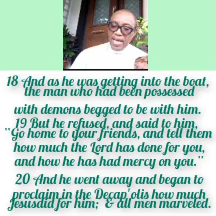 18 And as he was getting into the boat,
the man who had been possessed
with demons begged to be with him.
19 But he refused, and said to him,
"Go home to your friends, and tell them
how much the Lord has done for you,
and how he has had mercy on you."
20 And he went away and began to
proclaim in the Decap'olis how much
Jesusdid for him; & all men marveled.